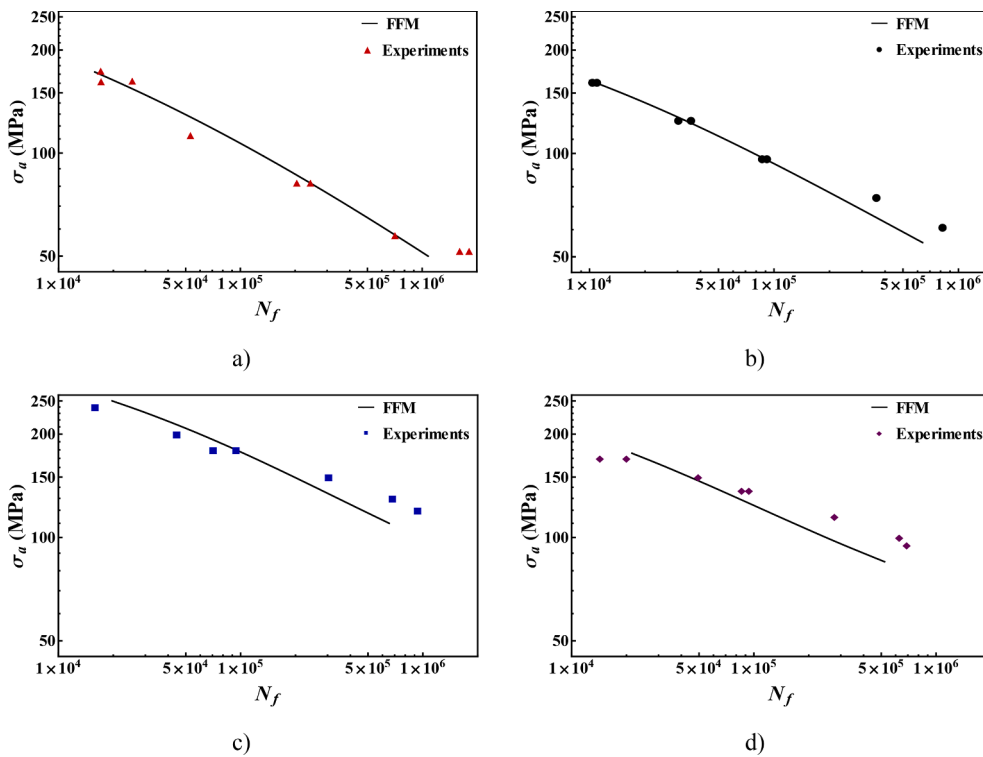 250
200
150
100
50
σa (MPa)
FFM
Experiments
1×10^4
5×10^4
1×10^5
5×10^5
1×10^6
Nf
a)
250
200
150
100
50
σa (MPa)
FFM
Experiments
1×10^4
5×10^4
1×10^5
5×10^5
1×10^6
Nf
b)
250
200
150
100
50
σa (MPa)
FFM
Experiments
1×10^4
5×10^4
1×10^5
5×10^5
1×10^6
Nf
c)
250
200
150
100
50
σa (MPa)
FFM
Experiments
1×10^4
5×10^4
1×10^5
5×10^5
1×10^6
Nf
d)